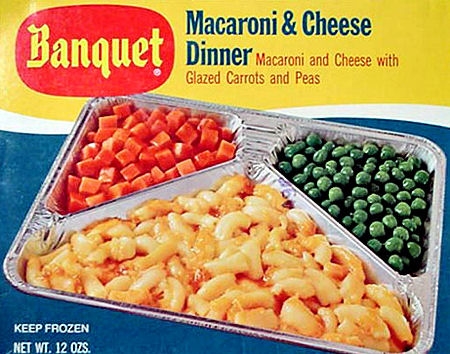 Banquet®
Macaroni & Cheese
Dinner Macaroni and Cheese with
Glazed Carrots and Peas
KEEP FROZEN
NET WT. 12 OZS.